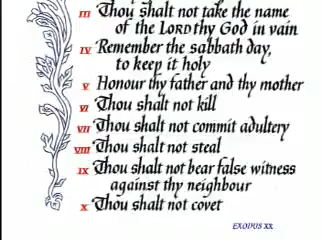 III Thou shalt not take the name
of the LORD thy God in vain
IV Remember the sabbath day,
to keep it holy
V Honour thy father and thy mother
VI Thou shalt not kill
VII Thou shalt not commit adultery
VIII Thou shalt not steal
IX Thou shalt not bear false witness
against thy neighbour
X Thou shalt not covet
EXODUS XX